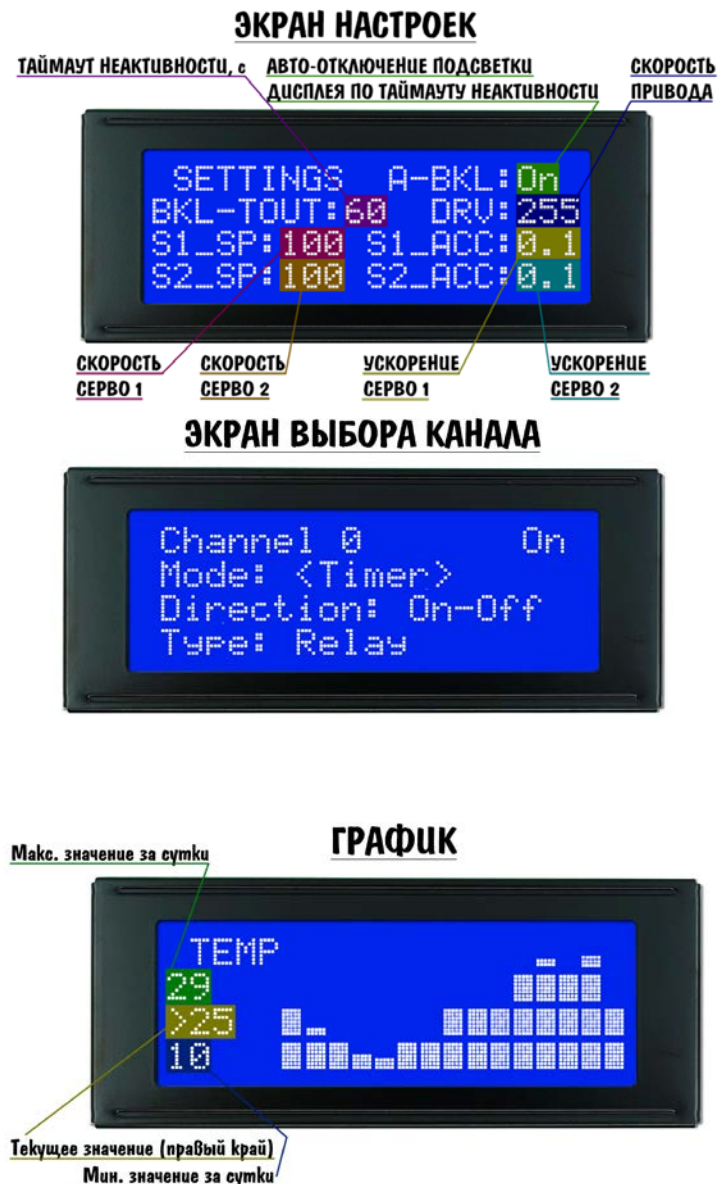 ЭКРАН НАСТРОЕК
ТАЙМАУТ НЕАКТИВНОСТИ, с АВТО-ОТКЛЮЧЕНИЕ ПОДСВЕТКИ СКОРОСТЬ
ДИСПЛЕЯ ПО ТАЙМАУТУ НЕАКТИВНОСТИ ПРИВОДА
SETTINGS A-BKL:On
BKL-TOUT:60 DRV:255
S1_SP:100 S1_ACC:0.1
S2_SP:100 S2_ACC:0.1
СКОРОСТЬ СКОРОСТЬ УСКОРЕНИЕ УСКОРЕНИЕ
СЕРВО 1 СЕРВО 2 СЕРВО 1 СЕРВО 2
ЭКРАН ВЫБОРА КАНАЛА
Channel 0 On
Mode: <Timer>
Direction: On-Off
Type: Relay
ГРАФИК
Макс. значение за сутки
TEMP
29
>25
10
Текущее значение (правый край)
Мин. значение за сутки